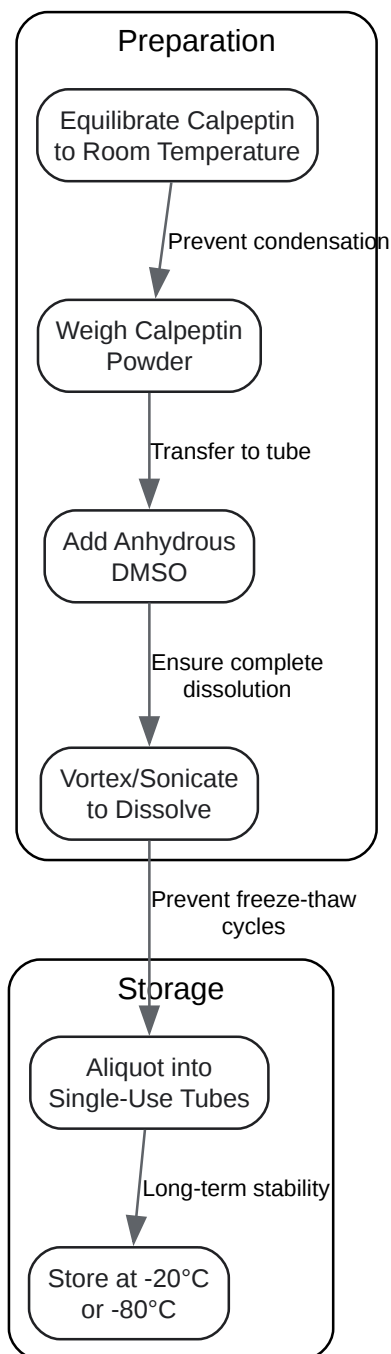 Preparation
Equilibrate Calpeptin
to Room Temperature
Prevent condensation
Weigh Calpeptin
Powder
Transfer to tube
Add Anhydrous
DMSO
Ensure complete
dissolution
Vortex/Sonicate
to Dissolve
Prevent freeze-thaw
cycles
Storage
Aliquot into
Single-Use Tubes
Long-term stability
Store at -20°C
or -80°C